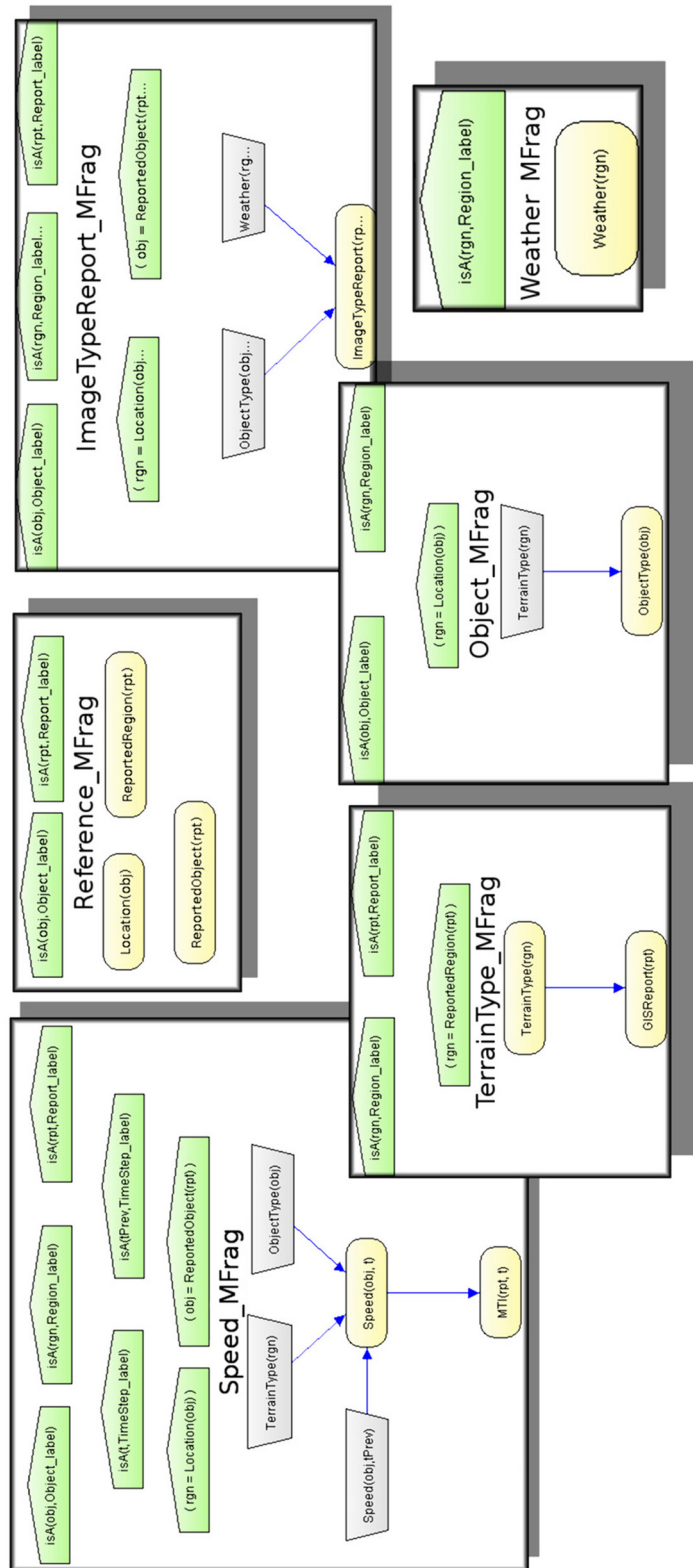 isA(obj,Object_label)
isA(rgn,Region_label)
isA(rpt,Report_label)
isA(t,TimeStep_label)
isA(tPrev,TimeStep_label)
( rgn = Location(obj) )
( obj = ReportedObject(rpt) )
Speed_MFrag
TerrainType(rgn)
ObjectType(obj)
Speed(obj,tPrev)
Speed(obj, t)
MTI(rpt, t)
isA(obj,Object_label)
isA(rpt,Report_label)
Reference_MFrag
Location(obj)
ReportedRegion(rpt)
ReportedObject(rpt)
isA(obj,Object_label)
isA(rgn,Region_label...
isA(rpt,Report_label)
ImageTypeReport_MFrag
( rgn = Location(obj...
( obj = ReportedObject(rpt...
ObjectType(obj...
Weather(rg...
ImageTypeReport(rp...
isA(rgn,Region_label)
isA(rpt,Report_label)
( rgn = ReportedRegion(rpt) )
TerrainType_MFrag
TerrainType(rgn)
GISReport(rpt)
isA(obj,Object_label)
isA(rgn,Region_label)
( rgn = Location(obj) )
Object_MFrag
TerrainType(rgn)
ObjectType(obj)
isA(rgn,Region_label)
Weather_MFrag
Weather(rgn)